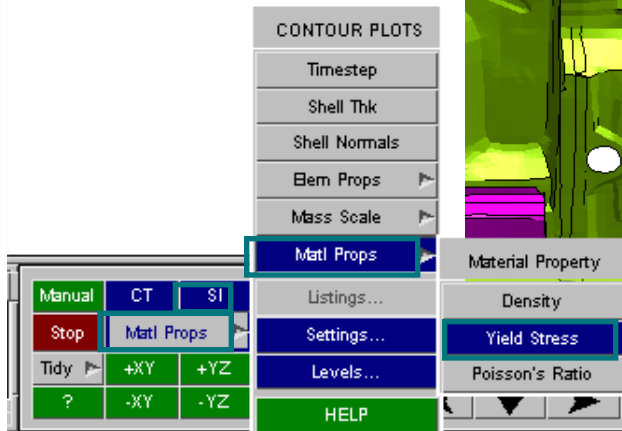 CONTOUR PLOTS
Timestep
Shell Thk
Shell Normals
Elem Props
Mass Scale
Matl Props
Listings...
Settings...
Levels...
HELP
Material Property
Density
Yield Stress
Poisson's Ratio
Manual CT SI
Stop Matl Props
Tidy +XY +YZ
? -XY -YZ